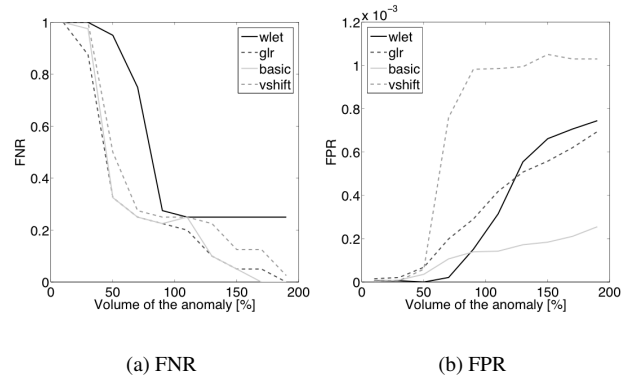 1
0.8
0.6
0.4
0.2
0
FNR
0 50 100 150 200
Volume of the anomaly [%]
wlet
glr
basic
vshift
1.2 x 10⁻³
1
0.8
0.6
0.4
0.2
0
FPR
0 50 100 150 200
Volume of the anomaly [%]
wlet
glr
basic
vshift
(a) FNR
(b) FPR